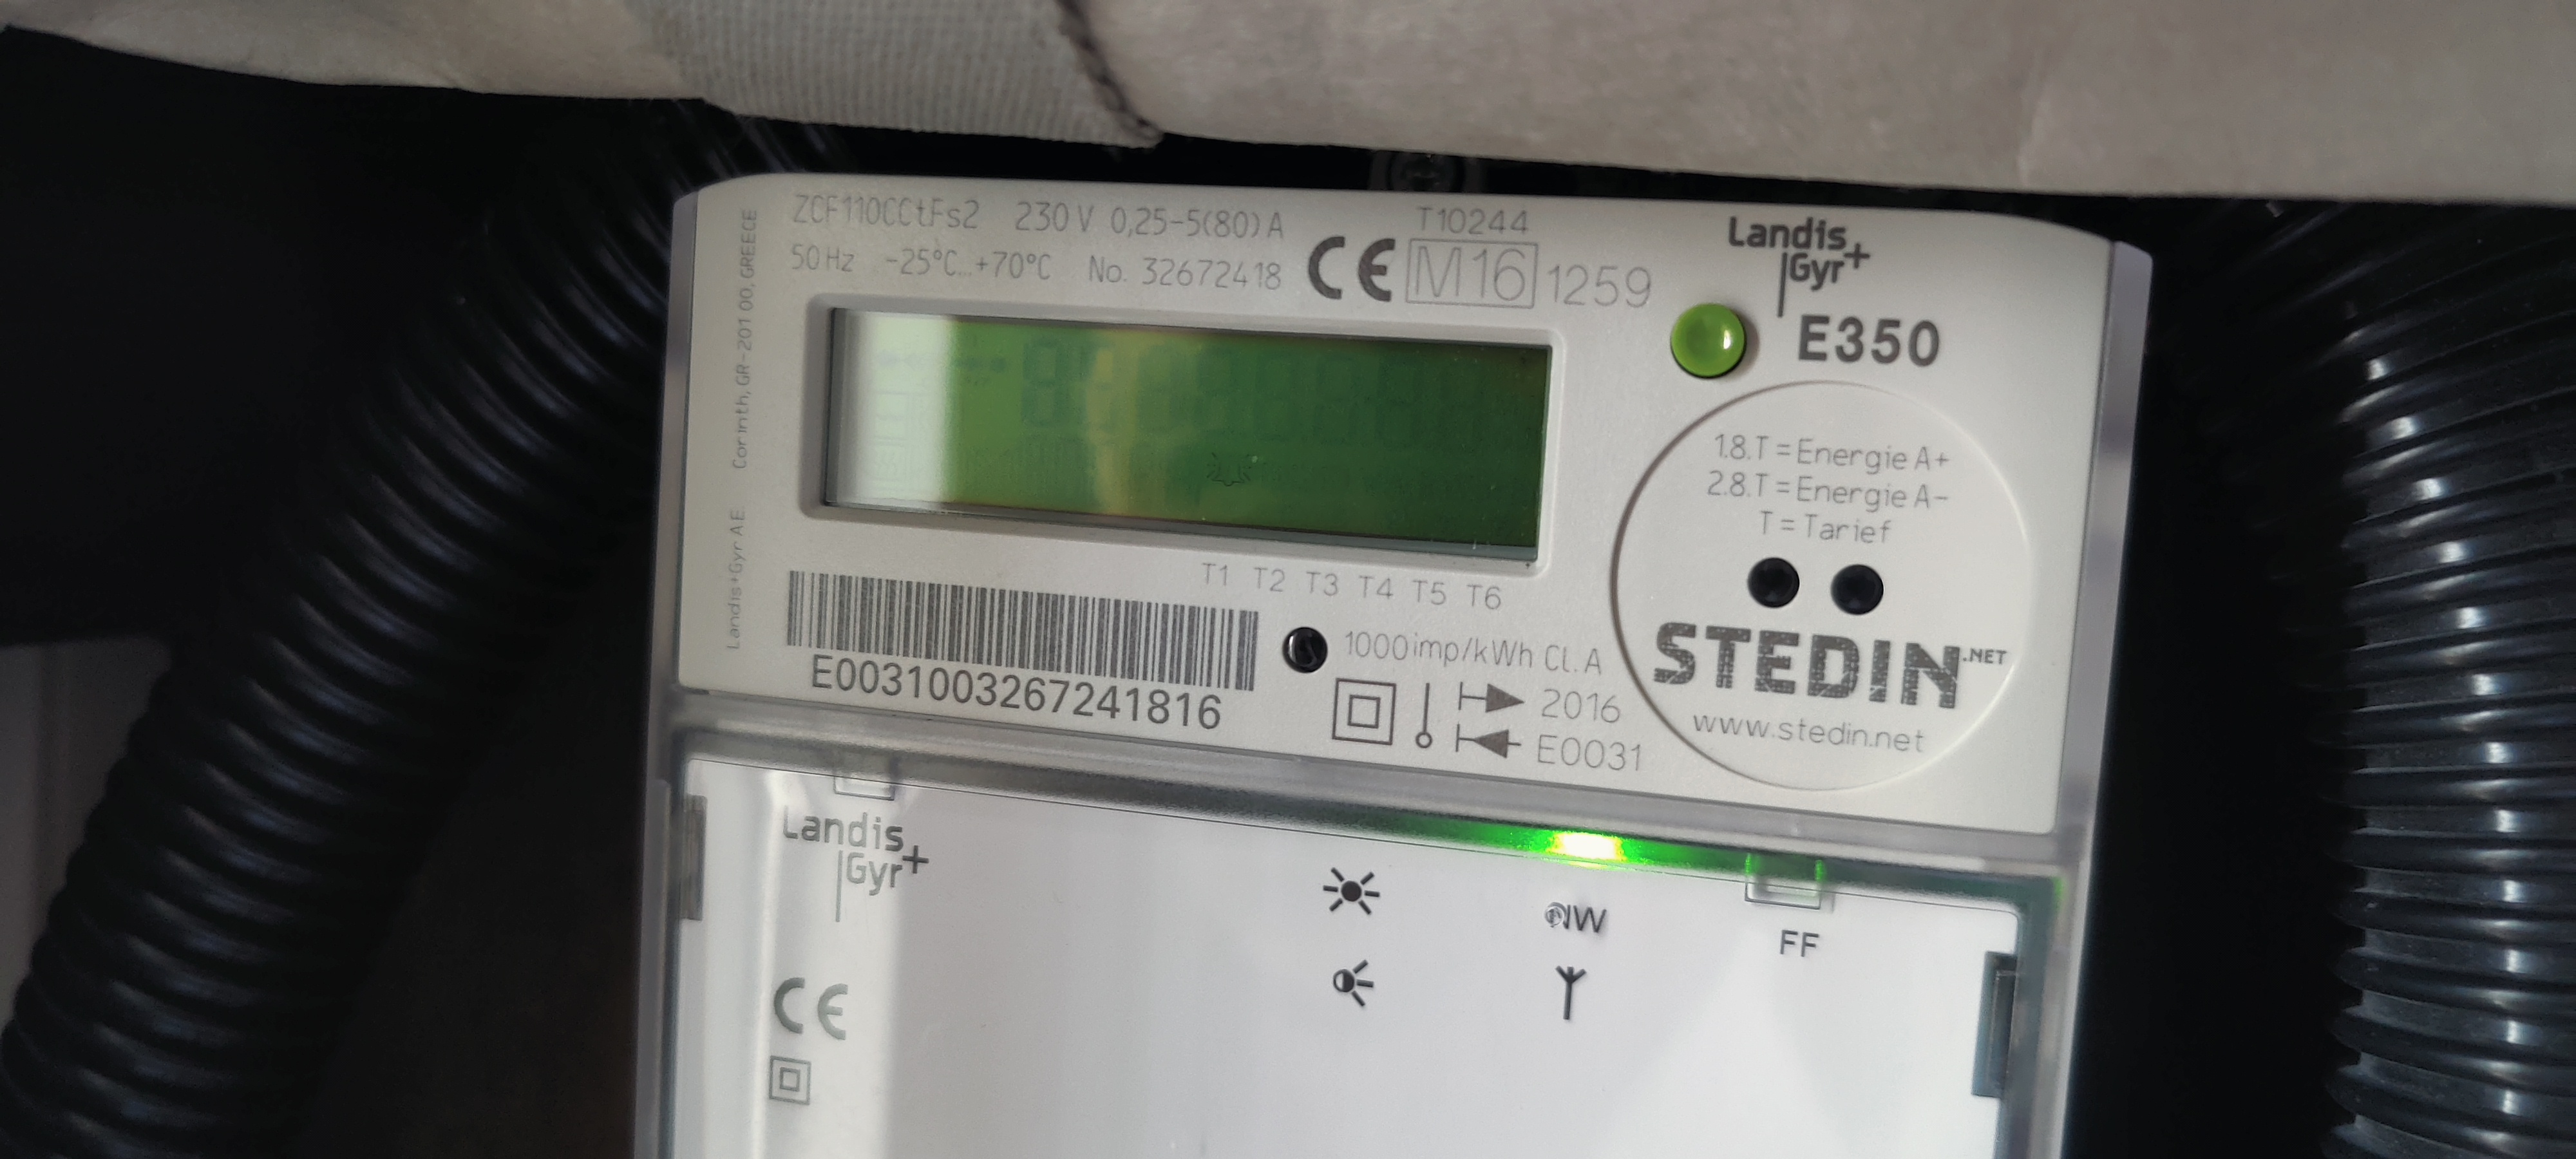 ZCF110CCtFs2 230 V 0,25-5(80) A
50 Hz -25°C...+70°C No. 32672418
CE M16 1259
T10244
Landis+Gyr
E350
Landis+Gyr A.E. Corinth, GR-201 00, GREECE
1.8.T = Energie A+
2.8.T = Energie A-
T = Tarief
STEDIN.NET
www.stedin.net
T1 T2 T3 T4 T5 T6
E0031003267241816
1000 imp/kWh Cl. A
2016
E0031
Landis+Gyr
CE
FF